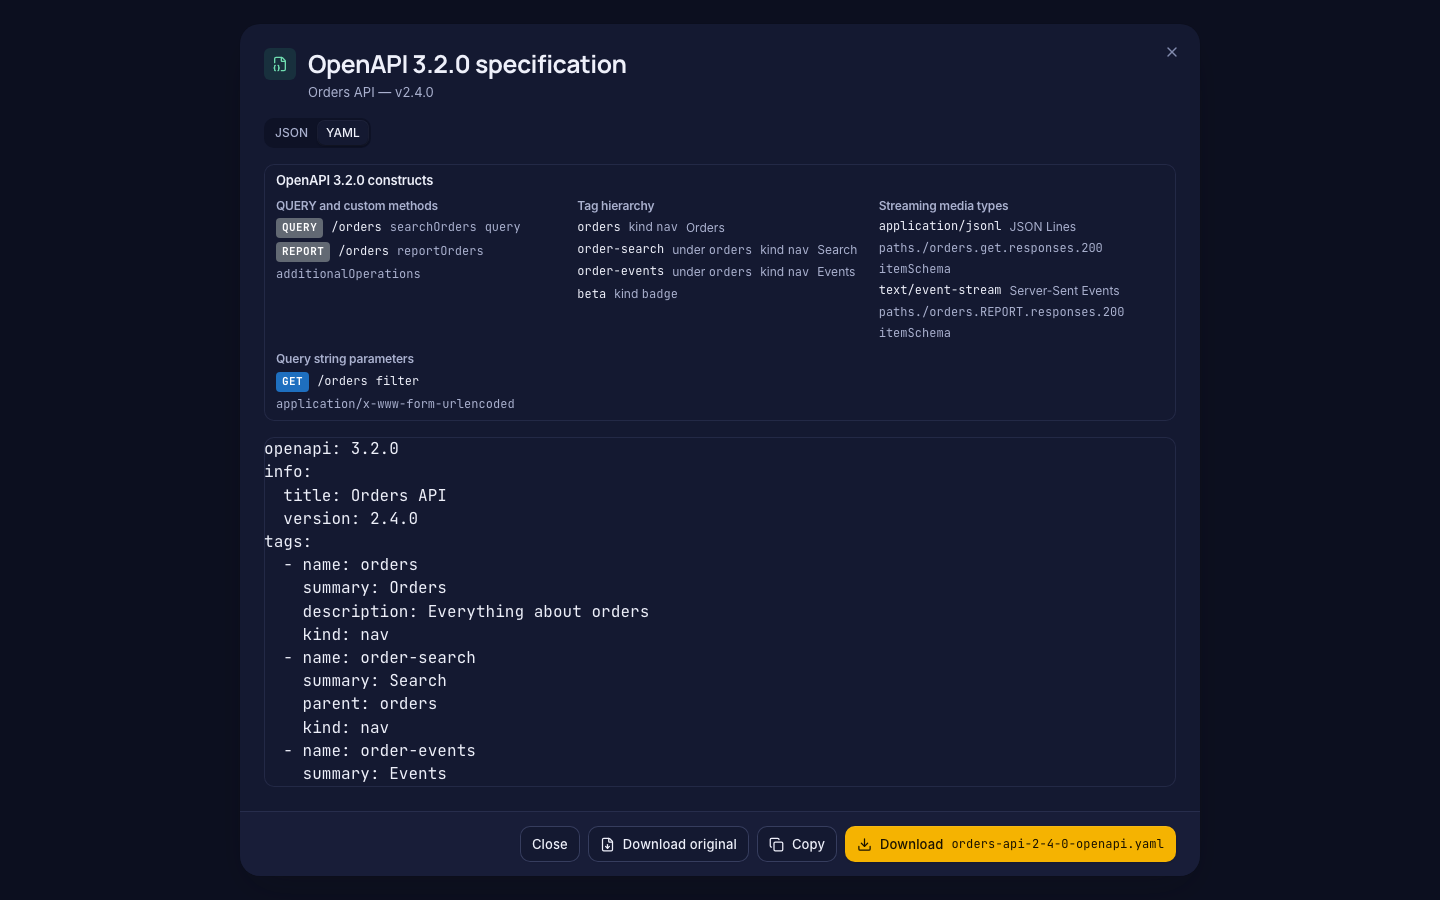 OpenAPI 3.2.0 specification
Orders API — v2.4.0
JSON YAML
OpenAPI 3.2.0 constructs
QUERY and custom methods
QUERY /orders searchOrders query
REPORT /orders reportOrders
additionalOperations
Tag hierarchy
orders kind nav Orders
order-search under orders kind nav Search
order-events under orders kind nav Events
beta kind badge
Streaming media types
application/jsonl JSON Lines
paths./orders.get.responses.200
itemSchema
text/event-stream Server-Sent Events
paths./orders.REPORT.responses.200
itemSchema
Query string parameters
GET /orders filter
application/x-www-form-urlencoded
openapi: 3.2.0
info:
  title: Orders API
  version: 2.4.0
tags:
  - name: orders
    summary: Orders
    description: Everything about orders
    kind: nav
  - name: order-search
    summary: Search
    parent: orders
    kind: nav
  - name: order-events
    summary: Events
Close Download original Copy Download orders-api-2-4-0-openapi.yaml